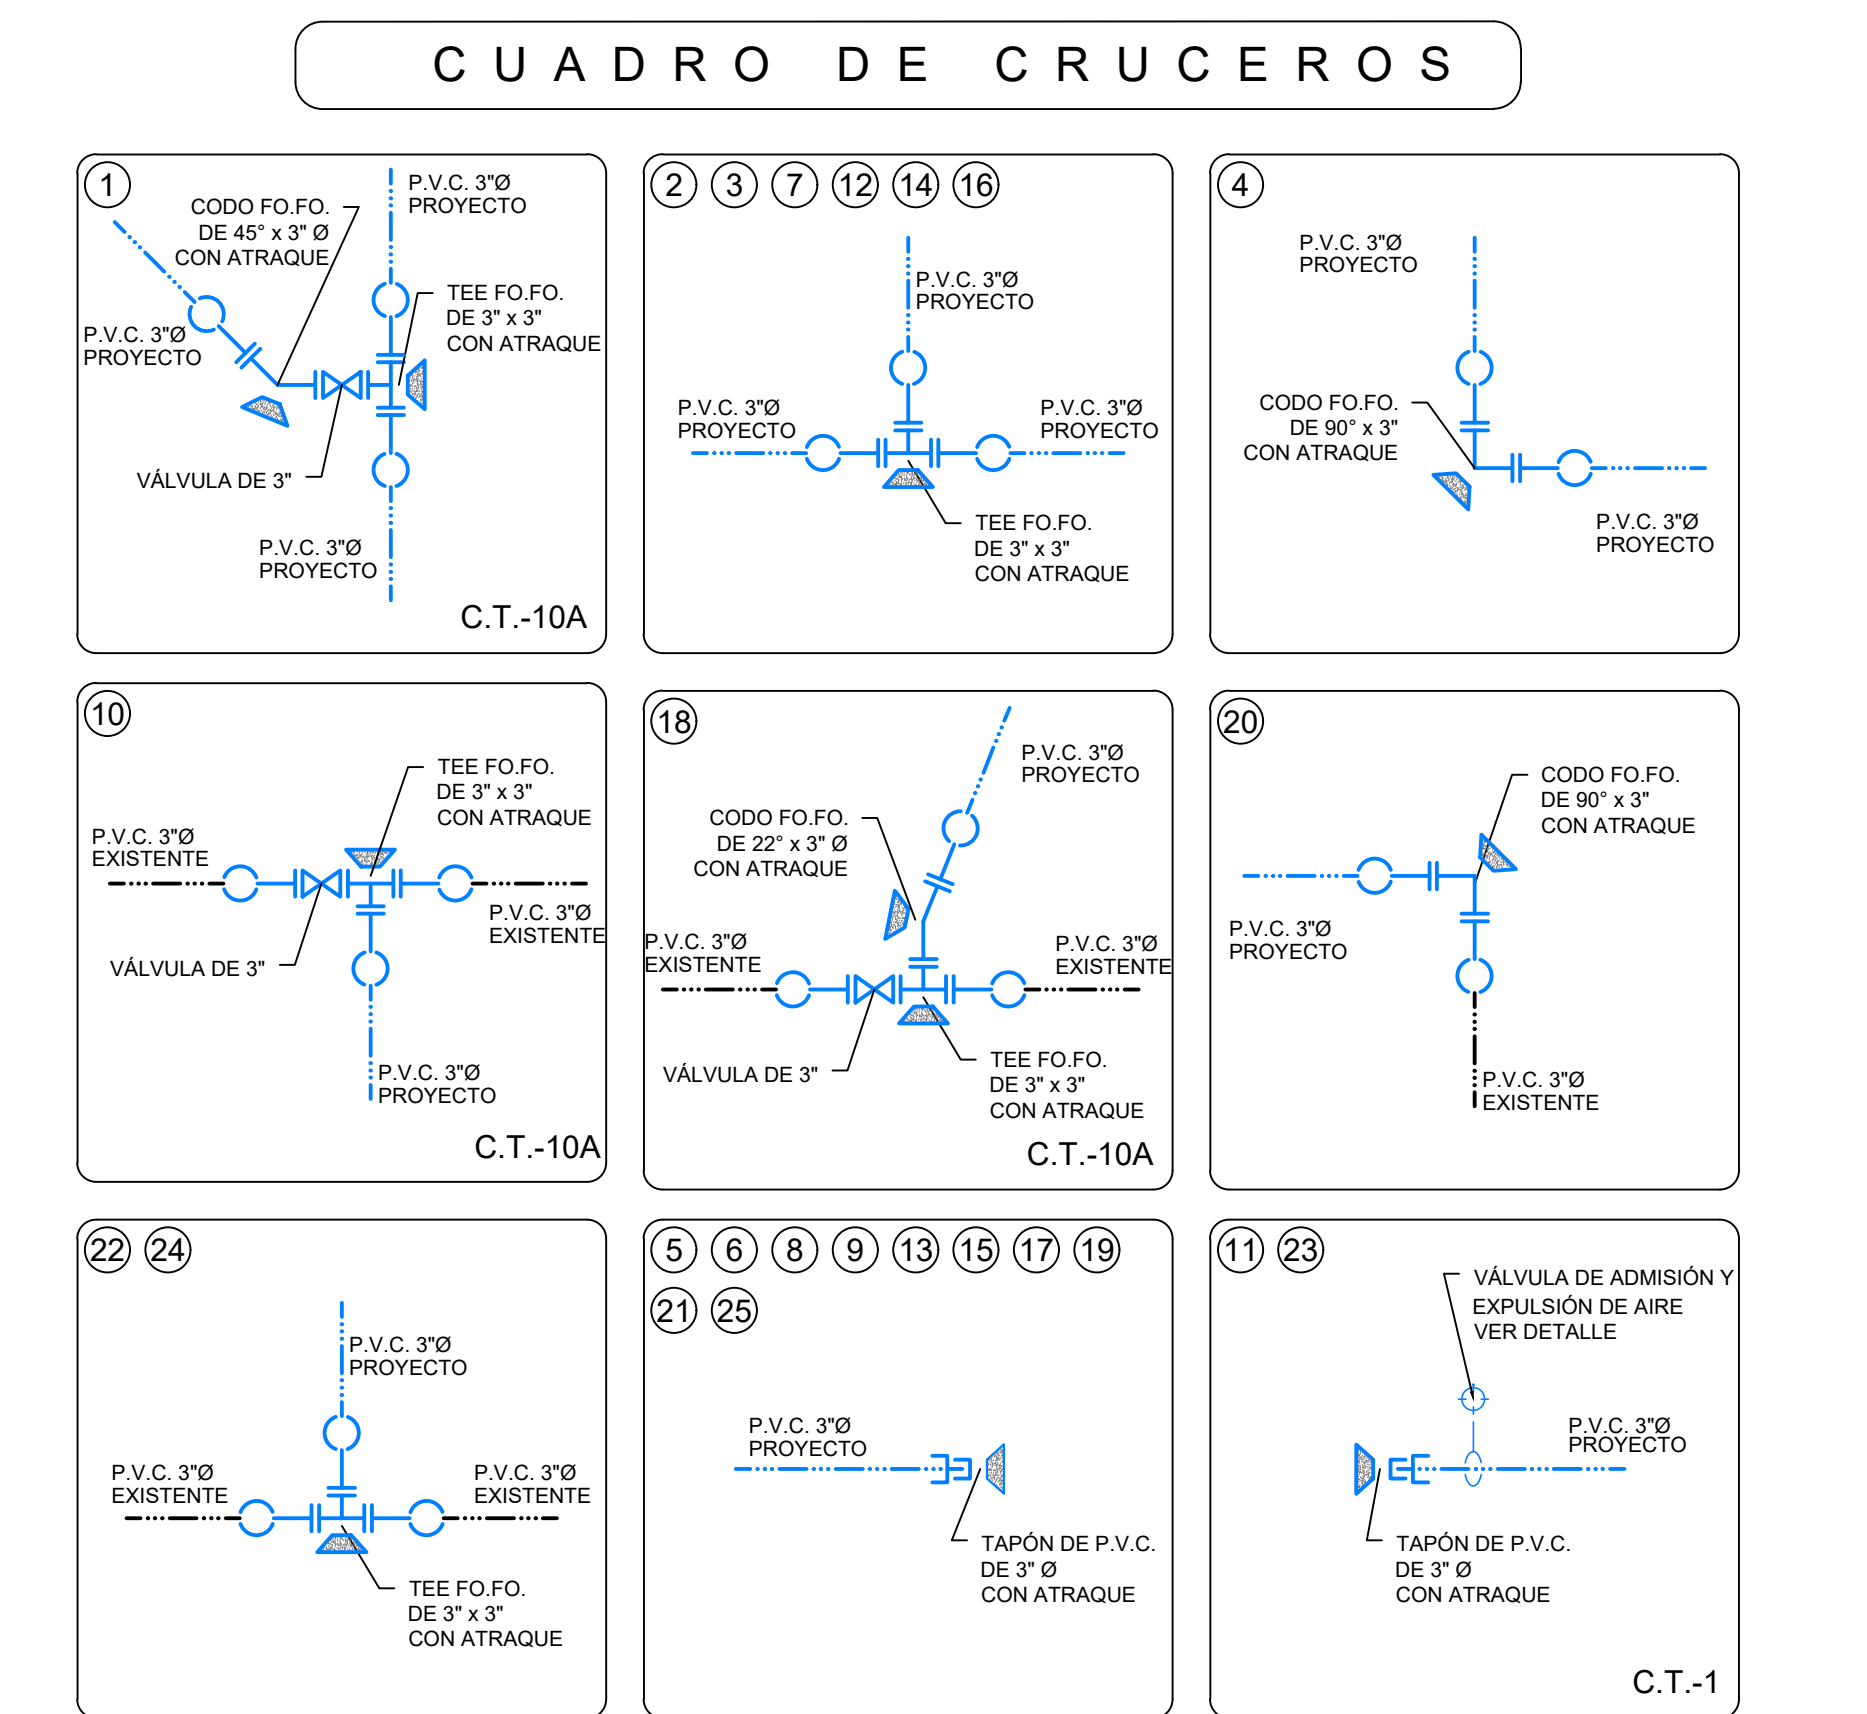 CUADRO DE CRUCEROS
1
CODO FO.FO.
DE 45° x 3" Ø
CON ATRAQUE
P.V.C. 3"Ø
PROYECTO
TEE FO.FO.
DE 3" x 3"
CON ATRAQUE
P.V.C. 3"Ø
PROYECTO
VÁLVULA DE 3"
P.V.C. 3"Ø
PROYECTO
C.T.-10A
2 3 7 12 14 16
P.V.C. 3"Ø
PROYECTO
P.V.C. 3"Ø
PROYECTO
P.V.C. 3"Ø
PROYECTO
TEE FO.FO.
DE 3" x 3"
CON ATRAQUE
4
P.V.C. 3"Ø
PROYECTO
CODO FO.FO.
DE 90° x 3"
CON ATRAQUE
P.V.C. 3"Ø
PROYECTO
10
TEE FO.FO.
DE 3" x 3"
CON ATRAQUE
P.V.C. 3"Ø
EXISTENTE
P.V.C. 3"Ø
EXISTENTE
VÁLVULA DE 3"
P.V.C. 3"Ø
PROYECTO
C.T.-10A
18
P.V.C. 3"Ø
PROYECTO
CODO FO.FO.
DE 22° x 3" Ø
CON ATRAQUE
P.V.C. 3"Ø
EXISTENTE
P.V.C. 3"Ø
EXISTENTE
VÁLVULA DE 3"
TEE FO.FO.
DE 3" x 3"
CON ATRAQUE
C.T.-10A
20
CODO FO.FO.
DE 90° x 3"
CON ATRAQUE
P.V.C. 3"Ø
PROYECTO
P.V.C. 3"Ø
EXISTENTE
22 24
P.V.C. 3"Ø
PROYECTO
P.V.C. 3"Ø
EXISTENTE
P.V.C. 3"Ø
EXISTENTE
TEE FO.FO.
DE 3" x 3"
CON ATRAQUE
5 6 8 9 13 15 17 19
21 25
P.V.C. 3"Ø
PROYECTO
TAPÓN DE P.V.C.
DE 3" Ø
CON ATRAQUE
11 23
VÁLVULA DE ADMISIÓN Y
EXPULSIÓN DE AIRE
VER DETALLE
P.V.C. 3"Ø
PROYECTO
TAPÓN DE P.V.C.
DE 3" Ø
CON ATRAQUE
C.T.-1